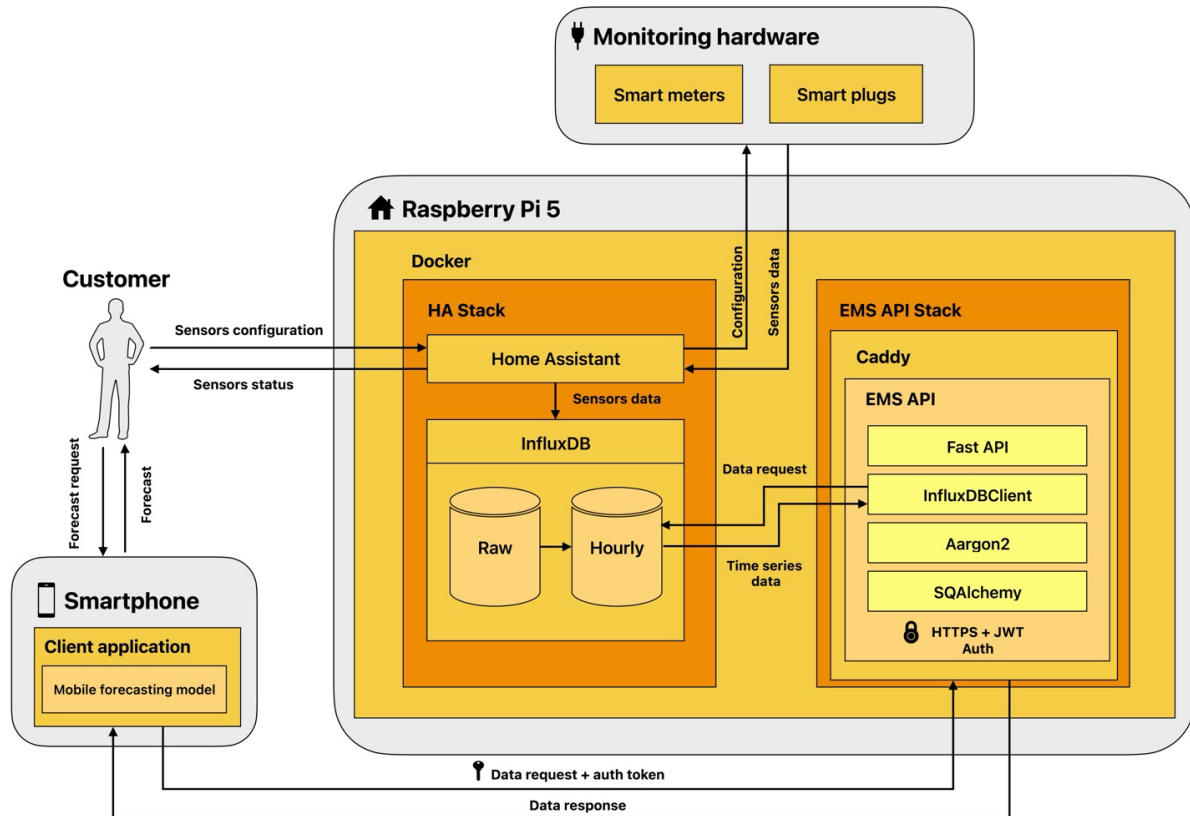 Monitoring hardware
Smart meters
Smart plugs
Raspberry Pi 5
Docker
Configuration
Sensors data
Customer
Sensors configuration
Sensors status
HA Stack
Home Assistant
Sensors data
InfluxDB
Raw
Hourly
Data request
Time series
data
EMS API Stack
Caddy
EMS API
Fast API
InfluxDBClient
Aargon2
SQAlchemy
HTTPS + JWT
Auth
Forecast request
Forecast
Smartphone
Client application
Mobile forecasting model
Data request + auth token
Data response